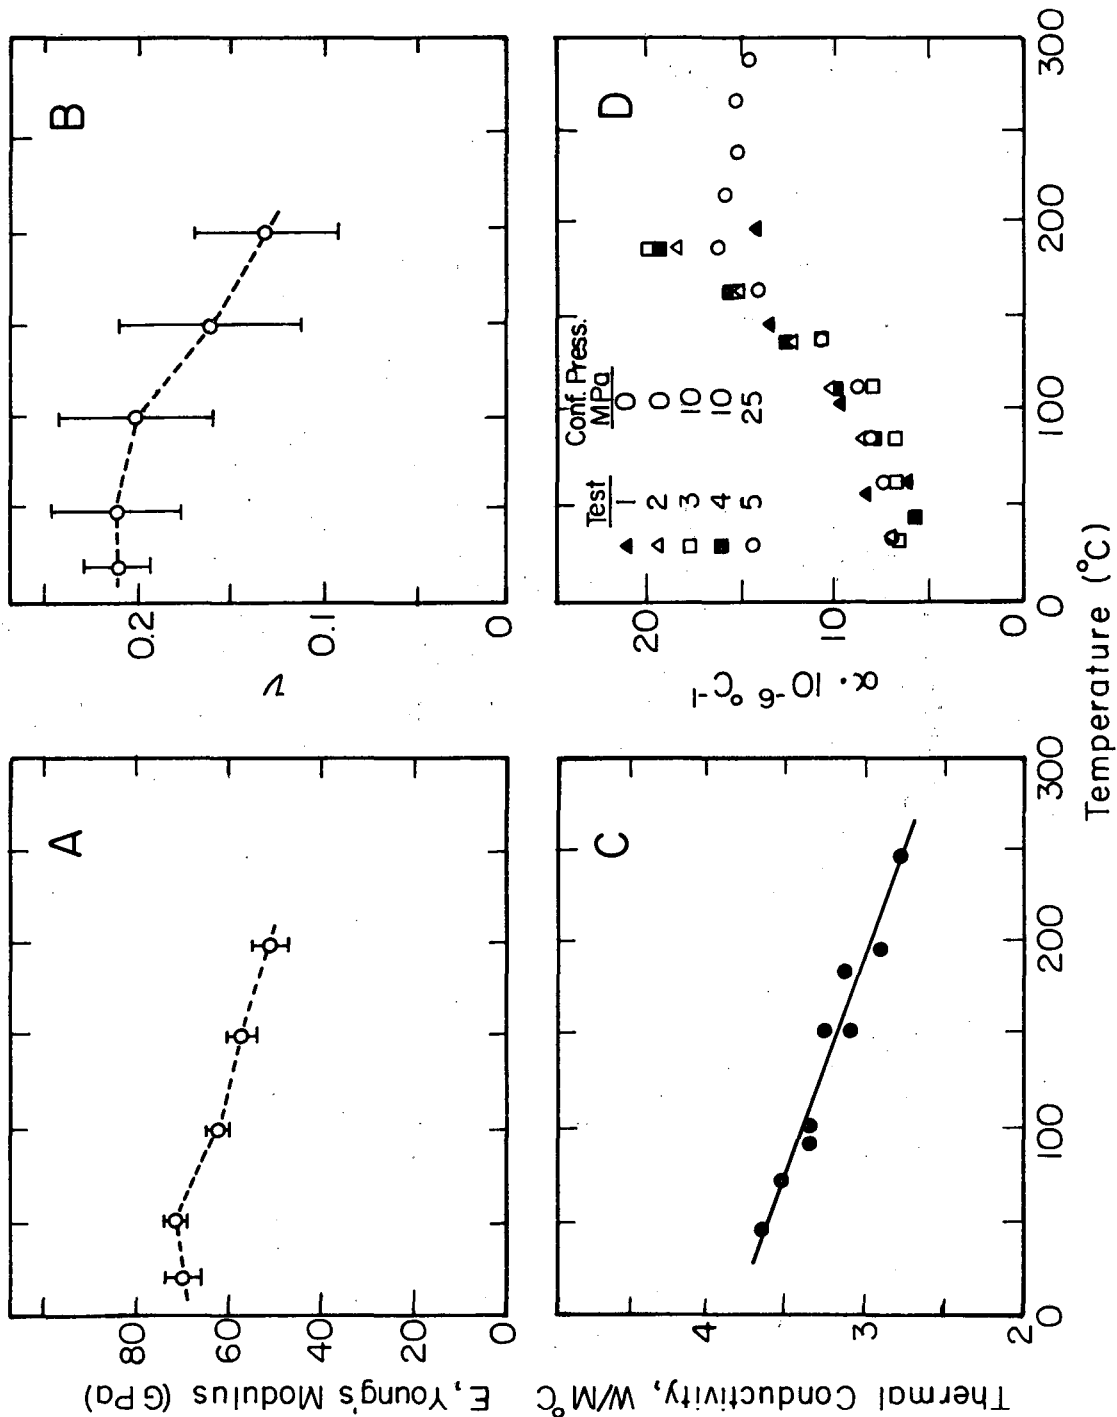 A
E, Young's Modulus (GPa)
80
60
40
20
0
B
ν
0.2
0.1
0
C
Thermal Conductivity, W/M°C
4
3
2
0
100
200
300
D
α · 10-6 °C-1
20
10
0
Test
Conf. Press.
MPa
1 0
2 0
3 10
4 10
5 25
0
100
200
300
Temperature (°C)